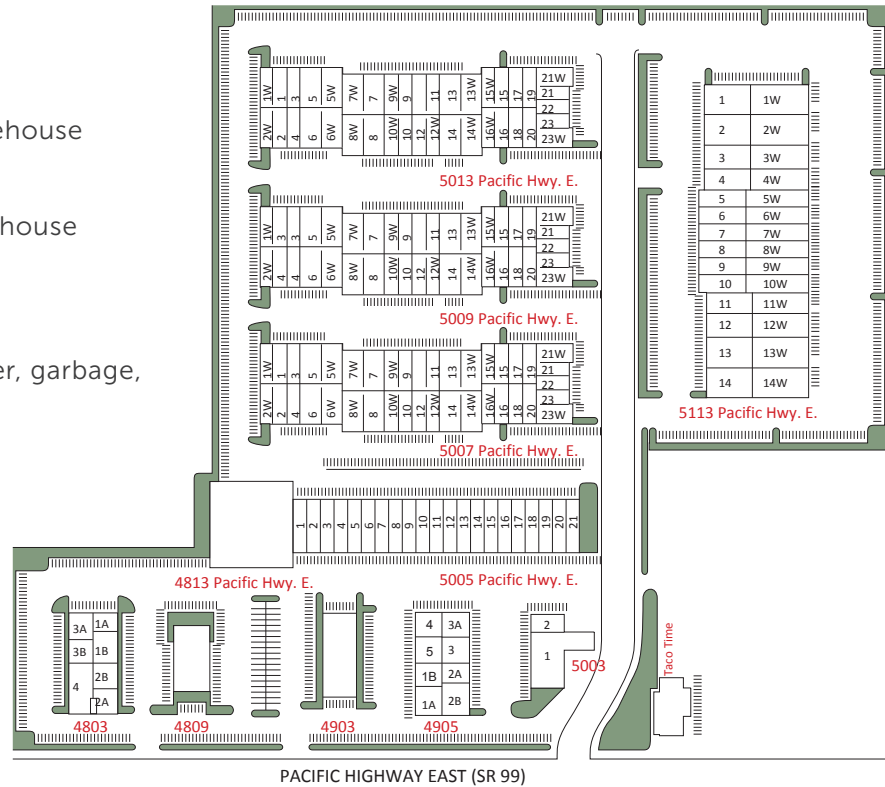 ehouse
house
er, garbage,
1W 1 3 5 5W 7W 7 9W 9 11 13 13W 15W 15 17 19 21W
21
22
23
2W 2 4 6 6W 8W 8 10W 10 12 12W 14 14W 16W 16 18 20 23W
5013 Pacific Hwy. E.
1W 3 3 5 5W 7W 7 9W 9 11 13 13W 15W 15 17 19 21W
21
22
23
2W 4 4 6 6W 8W 8 10W 10 12 12W 14 14W 16W 16 18 20 23W
5009 Pacific Hwy. E.
1W 1 3 5 5W 7W 7 9W 9 11 13 13W 15W 15 17 19 21W
21
22
23
2W 2 4 6 6W 8W 8 10W 10 12 12W 14 14W 16W 16 18 20 23W
5007 Pacific Hwy. E.
1 1W
2 2W
3 3W
4 4W
5 5W
6 6W
7 7W
8 8W
9 9W
10 10W
11 11W
12 12W
13 13W
14 14W
5113 Pacific Hwy. E.
1 2 3 4 5 6 7 8 9 10 11 12 13 14 15 16 17 18 19 20 21
4813 Pacific Hwy. E.
5005 Pacific Hwy. E.
3A 1A
3B 1B
4 2B
2A
4803
4809
4903
4 3A
5 3
1B 2A
1A 2B
4905
2
1
5003
Taco Time
PACIFIC HIGHWAY EAST (SR 99)